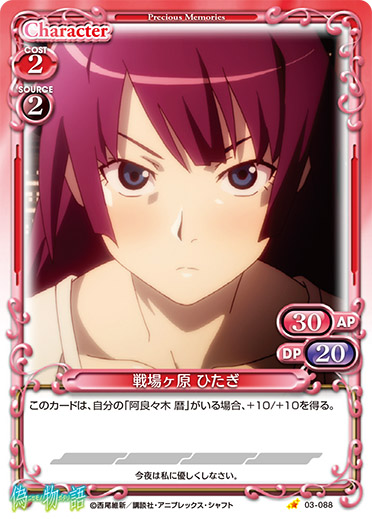 Precious Memories
Character
COST
2
SOURCE
2
30 AP
DP 20
戦場ヶ原 ひたぎ
このカードは、自分の「阿良々木 暦」がいる場合、+10/+10を得る。
今夜は私に優しくしなさい。
偽物語
©西尾維新／講談社・アニプレックス・シャフト
03-088